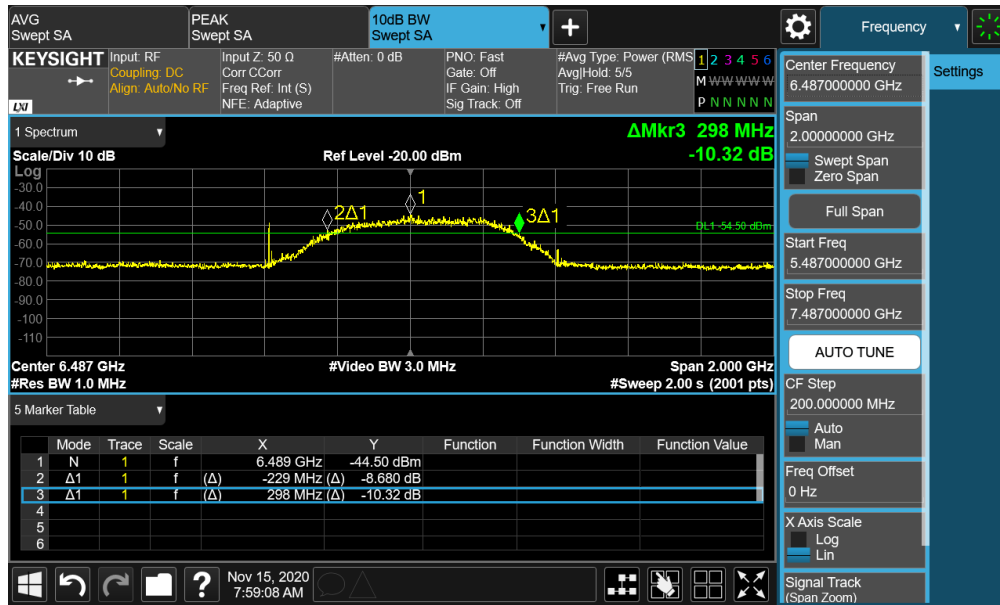 AVG
Swept SA
PEAK
Swept SA
10dB BW
Swept SA
Frequency
KEYSIGHT
LXI
Input: RF
Coupling: DC
Align: Auto/No RF
Input Z: 50 Ω
Corr CCorr
Freq Ref: Int (S)
NFE: Adaptive
#Atten: 0 dB
PNO: Fast
Gate: Off
IF Gain: High
Sig Track: Off
#Avg Type: Power (RMS
Avg|Hold: 5/5
Trig: Free Run
1 2 3 4 5 6
M W W W W W
P N N N N N
Center Frequency
6.487000000 GHz
Settings
Span
2.00000000 GHz
Swept Span
Zero Span
Full Span
Start Freq
5.487000000 GHz
Stop Freq
7.487000000 GHz
AUTO TUNE
CF Step
200.000000 MHz
Auto
Man
Freq Offset
0 Hz
X Axis Scale
Log
Lin
Signal Track
(Span Zoom)
1 Spectrum
ΔMkr3 298 MHz
-10.32 dB
Scale/Div 10 dB
Ref Level -20.00 dBm
Log
-30.0
-40.0
-50.0
-60.0
-70.0
-80.0
-90.0
-100
-110
1
2Δ1
3Δ1
DL1 -54.50 dBm
Center 6.487 GHz
#Video BW 3.0 MHz
Span 2.000 GHz
#Res BW 1.0 MHz
#Sweep 2.00 s (2001 pts)
5 Marker Table
Mode Trace Scale X Y Function Function Width Function Value
1 N 1 f 6.489 GHz -44.50 dBm
2 Δ1 1 f (Δ) -229 MHz (Δ) -8.680 dB
3 Δ1 1 f (Δ) 298 MHz (Δ) -10.32 dB
4
5
6
?
Nov 15, 2020
7:59:08 AM